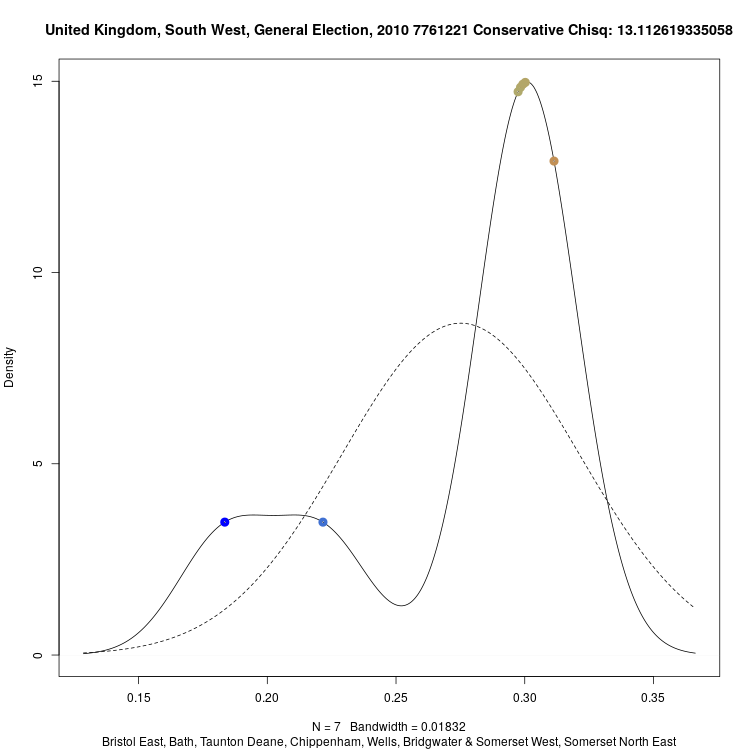 United Kingdom, South West, General Election, 2010 7761221 Conservative Chisq: 13.112619335058
Density
15
10
5
0
0.15 0.20 0.25 0.30 0.35
N = 7 Bandwidth = 0.01832
Bristol East, Bath, Taunton Deane, Chippenham, Wells, Bridgwater & Somerset West, Somerset North East